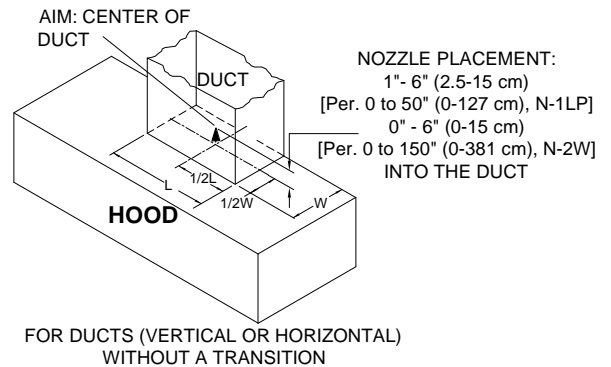 AIM: CENTER OF
DUCT
DUCT
NOZZLE PLACEMENT:
1"- 6" (2.5-15 cm)
[Per. 0 to 50" (0-127 cm), N-1LP]
0" - 6" (0-15 cm)
[Per. 0 to 150" (0-381 cm), N-2W]
INTO THE DUCT
L
1/2L
1/2W
W
HOOD
FOR DUCTS (VERTICAL OR HORIZONTAL)
WITHOUT A TRANSITION